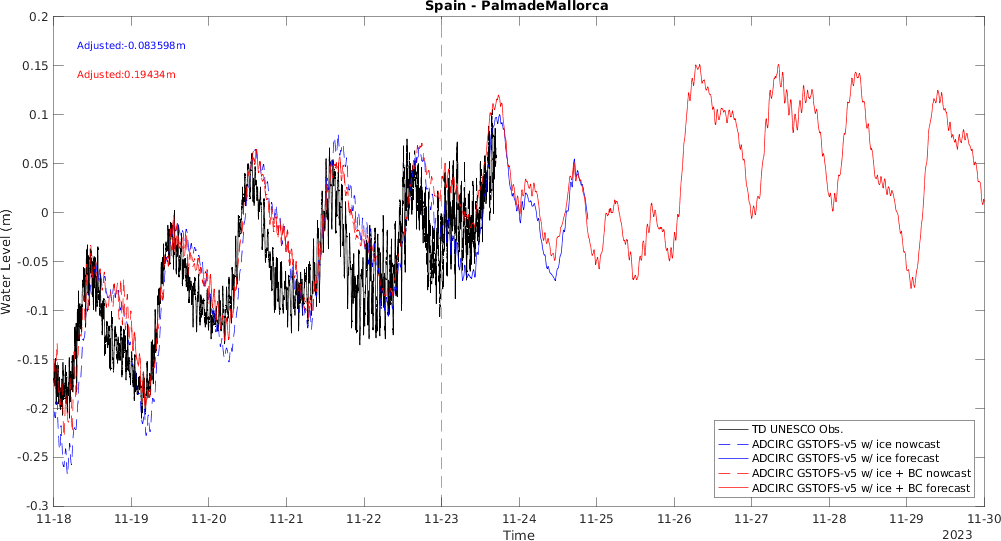 Spain - PalmadeMallorca
0.2
0.15
0.1
0.05
0
-0.05
-0.1
-0.15
-0.2
-0.25
-0.3
Water Level (m)
Adjusted:-0.083598m
Adjusted:0.19434m
TD UNESCO Obs.
ADCIRC GSTOFS-v5 w/ ice nowcast
ADCIRC GSTOFS-v5 w/ ice forecast
ADCIRC GSTOFS-v5 w/ ice + BC nowcast
ADCIRC GSTOFS-v5 w/ ice + BC forecast
11-18 11-19 11-20 11-21 11-22 11-23 11-24 11-25 11-26 11-27 11-28 11-29 11-30
Time
2023